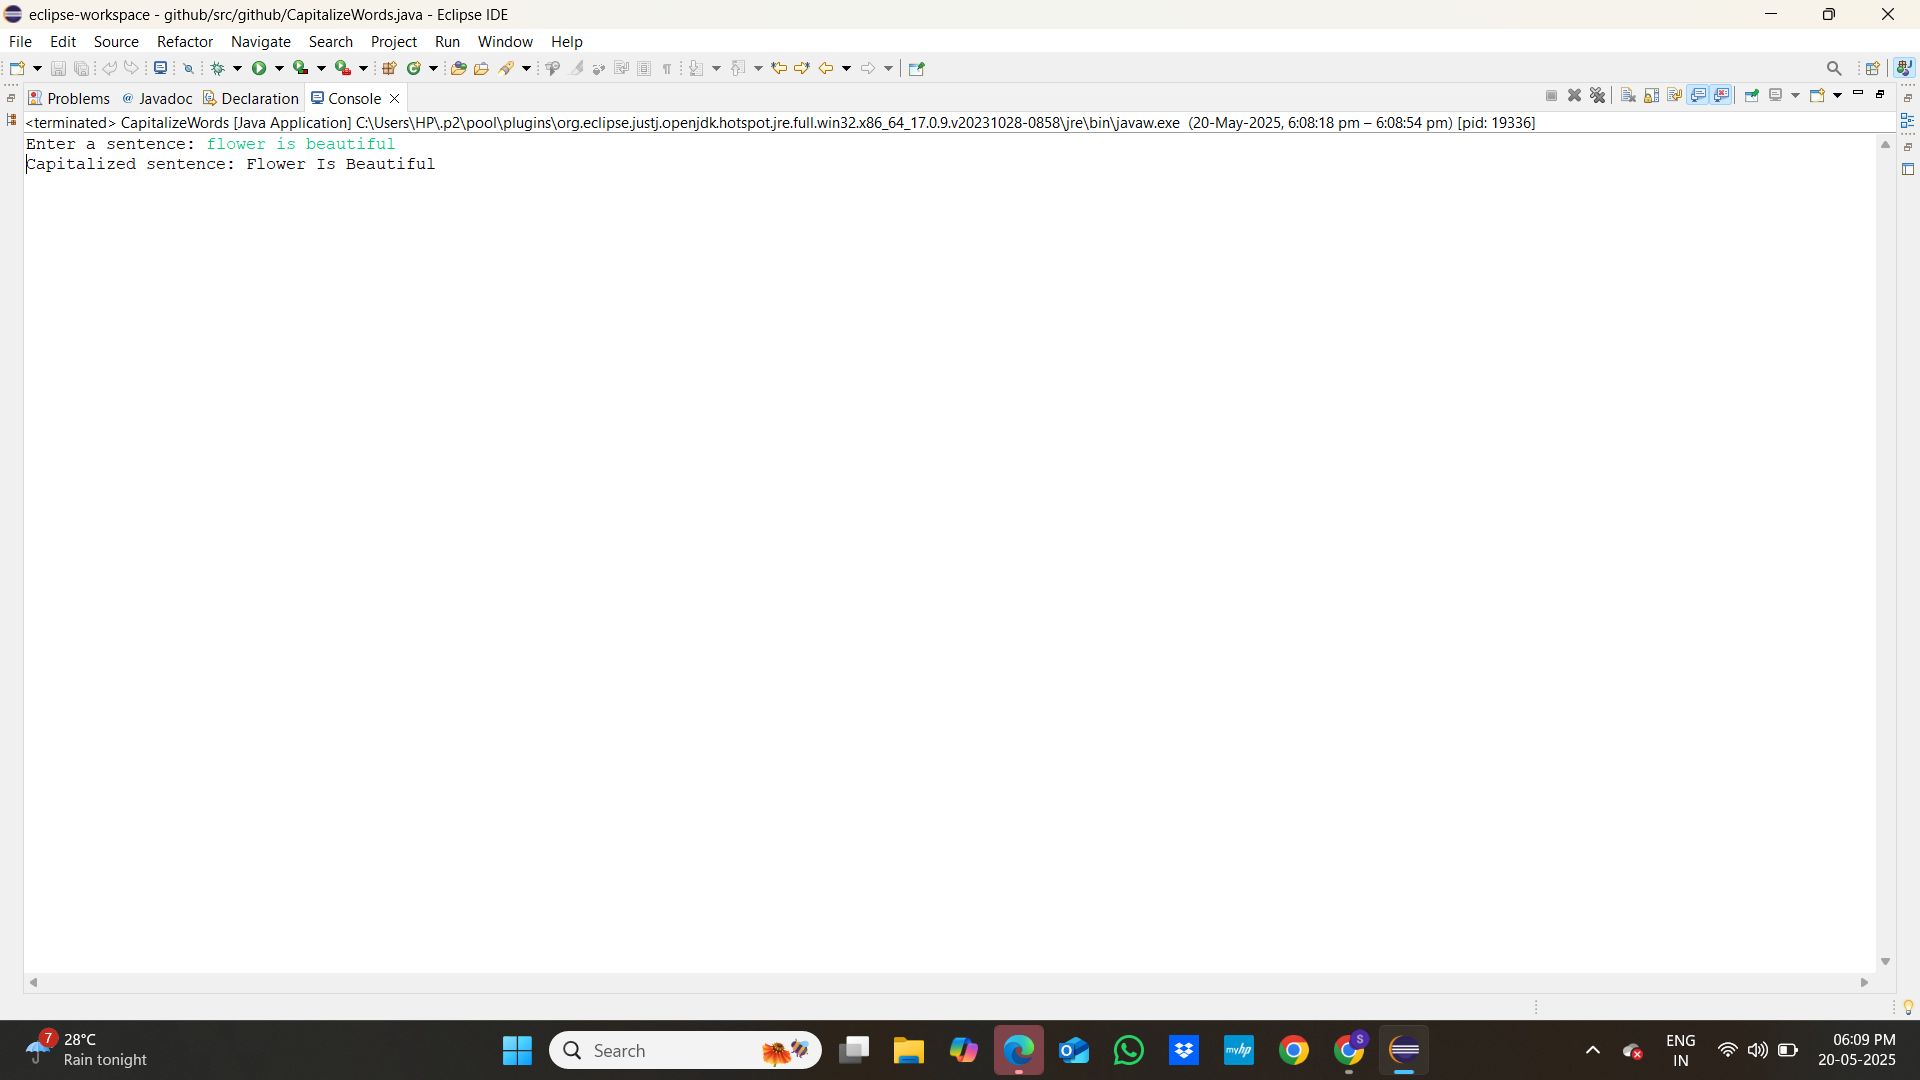 eclipse-workspace - github/src/github/CapitalizeWords.java - Eclipse IDE
File Edit Source Refactor Navigate Search Project Run Window Help
Problems Javadoc Declaration Console
<terminated> CapitalizeWords [Java Application] C:\Users\HP\.p2\pool\plugins\org.eclipse.justj.openjdk.hotspot.jre.full.win32.x86_64_17.0.9.v20231028-0858\jre\bin\javaw.exe (20-May-2025, 6:08:18 pm – 6:08:54 pm) [pid: 19336]
Enter a sentence: flower is beautiful
Capitalized sentence: Flower Is Beautiful
7 28°C
Rain tonight
Search
myhp
S
ENG
IN
06:09 PM
20-05-2025